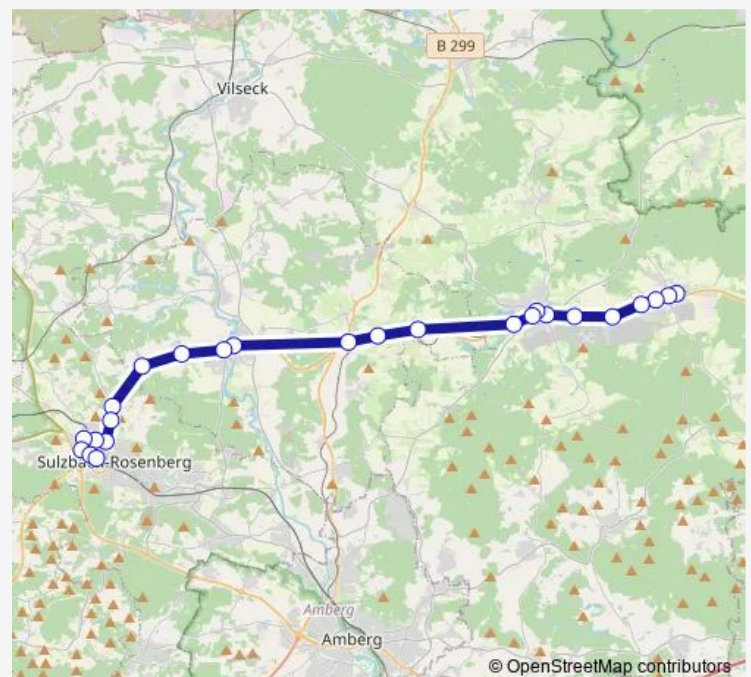 B 299
Vilseck
Sulzbach-Rosenberg
Amberg
Amberg
© OpenStreetMap contributors